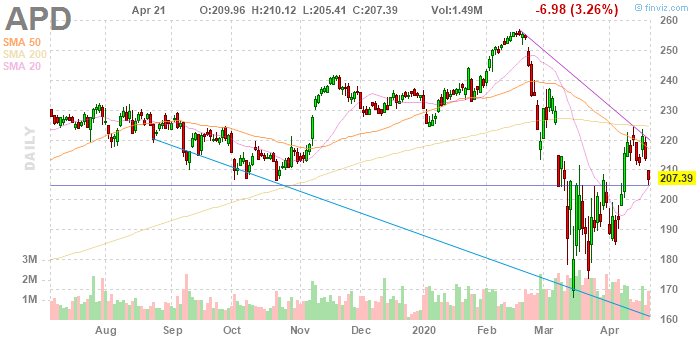 APD
Apr 21 O:209.96 H:210.12 L:205.41 C:207.39 Vol:1.49M -6.98 (3.26%)
© finviz.com
SMA 50
SMA 200
SMA 20
DAILY
260
250
240
230
220
210
207.39
200
190
180
170
160
3M
2M
1M
Aug Sep Oct Nov Dec 2020 Feb Mar Apr